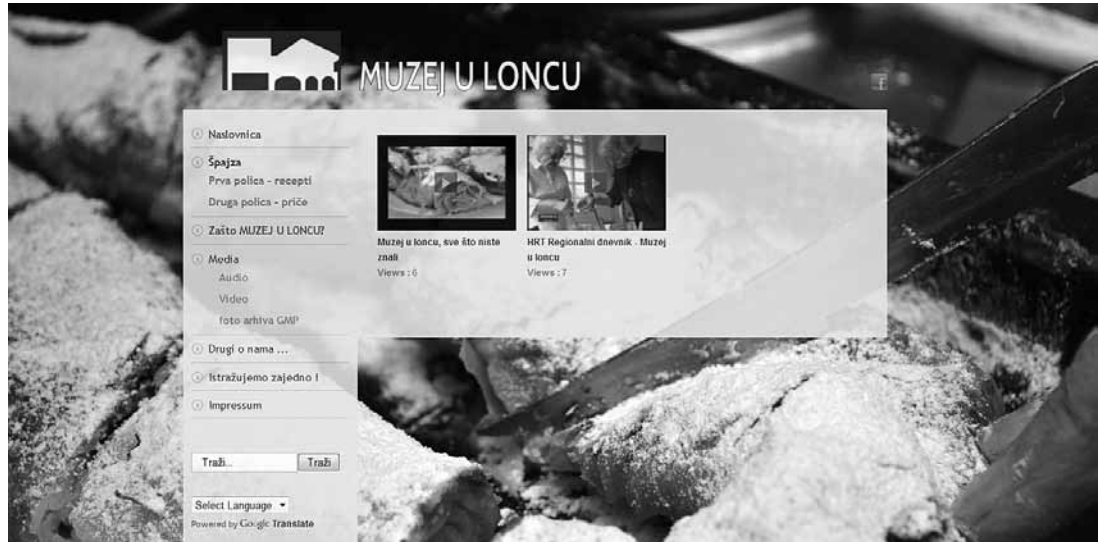 MUZEJ U LONCU
f
Naslovnica
Špajza
Prva polica - recepti
Druga polica - priče
Zašto MUZEJ U LONCU?
Media
Audio
Video
foto arhiva GMP
Drugi o nama ...
Istražujemo zajedno !
Impressum
Traži... Traži
Select Language
Powered by Google Translate
Muzej u loncu, sve što niste
znali
Views : 6
HRT Regionalni dnevnik - Muzej
u loncu
Views : 7